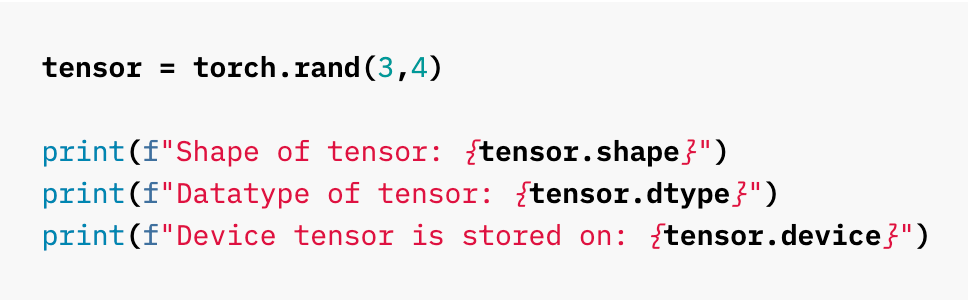 tensor = torch.rand(3,4)
print(f"Shape of tensor: {tensor.shape}")
print(f"Datatype of tensor: {tensor.dtype}")
print(f"Device tensor is stored on: {tensor.device}")